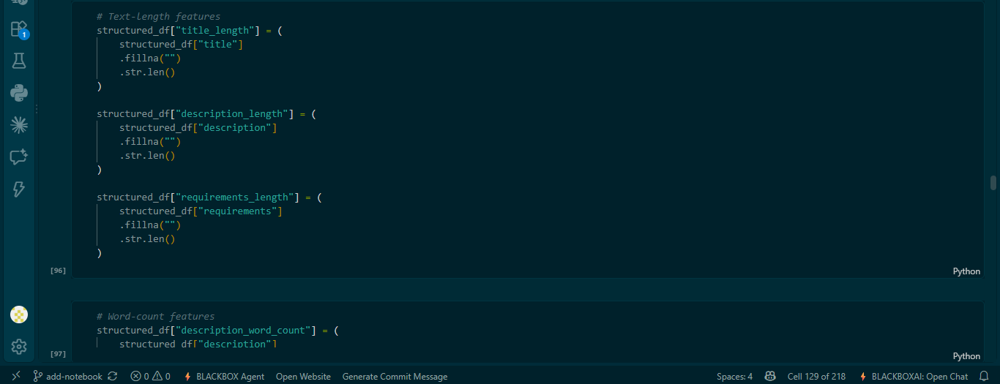 # Text-length features
structured_df["title_length"] = (
    structured_df["title"]
    .fillna("")
    .str.len()
)
structured_df["description_length"] = (
    structured_df["description"]
    .fillna("")
    .str.len()
)
structured_df["requirements_length"] = (
    structured_df["requirements"]
    .fillna("")
    .str.len()
)
[96]
Python
1
# Word-count features
structured_df["description_word_count"] = (
    structured_df["description"]
[97]
Python
add-notebook 0 0 BLACKBOX Agent Open Website Generate Commit Message Spaces: 4 Cell 129 of 218 BLACKBOXAI: Open Chat